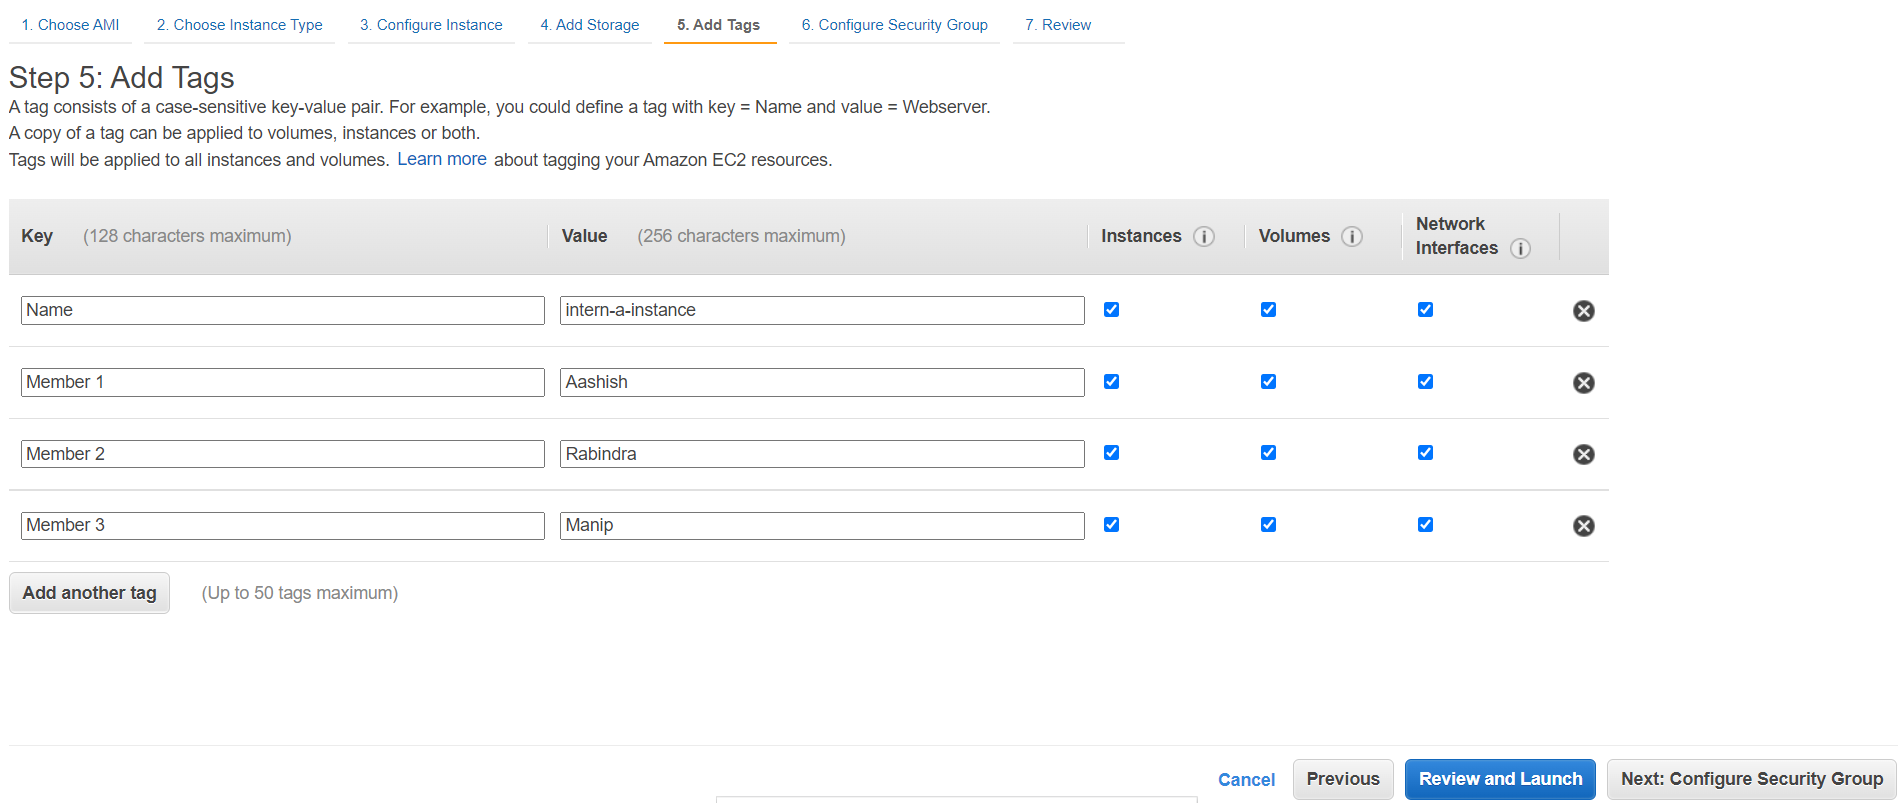 1. Choose AMI 2. Choose Instance Type 3. Configure Instance 4. Add Storage 5. Add Tags 6. Configure Security Group 7. Review
Step 5: Add Tags
A tag consists of a case-sensitive key-value pair. For example, you could define a tag with key = Name and value = Webserver.
A copy of a tag can be applied to volumes, instances or both.
Tags will be applied to all instances and volumes. Learn more about tagging your Amazon EC2 resources.
Key (128 characters maximum) Value (256 characters maximum) Instances i Volumes i Network Interfaces i
Name intern-a-instance
Member 1 Aashish
Member 2 Rabindra
Member 3 Manip
Add another tag (Up to 50 tags maximum)
Cancel Previous Review and Launch Next: Configure Security Group